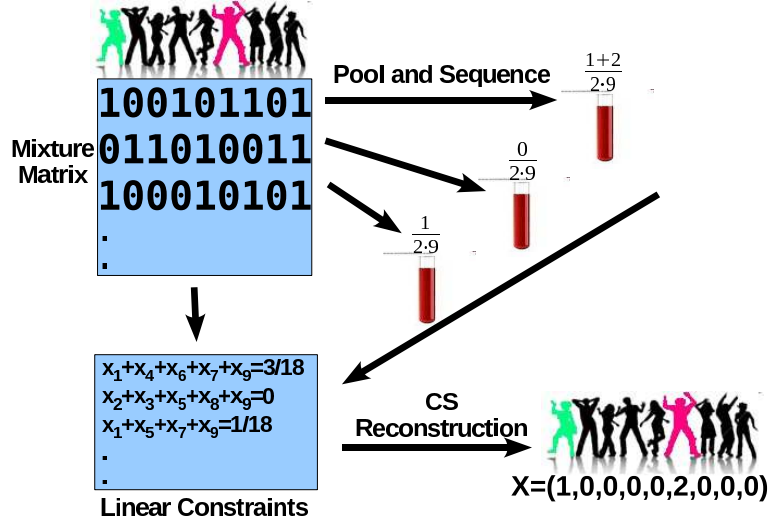 Pool and Sequence
1+2
2·9
Mixture
Matrix
100101101
011010011
100010101
.
.
0
2·9
1
2·9
x₁+x₄+x₆+x₇+x₉=3/18
x₂+x₃+x₅+x₈+x₉=0
x₁+x₅+x₇+x₉=1/18
.
.
Linear Constraints
CS
Reconstruction
X=(1,0,0,0,0,2,0,0,0)